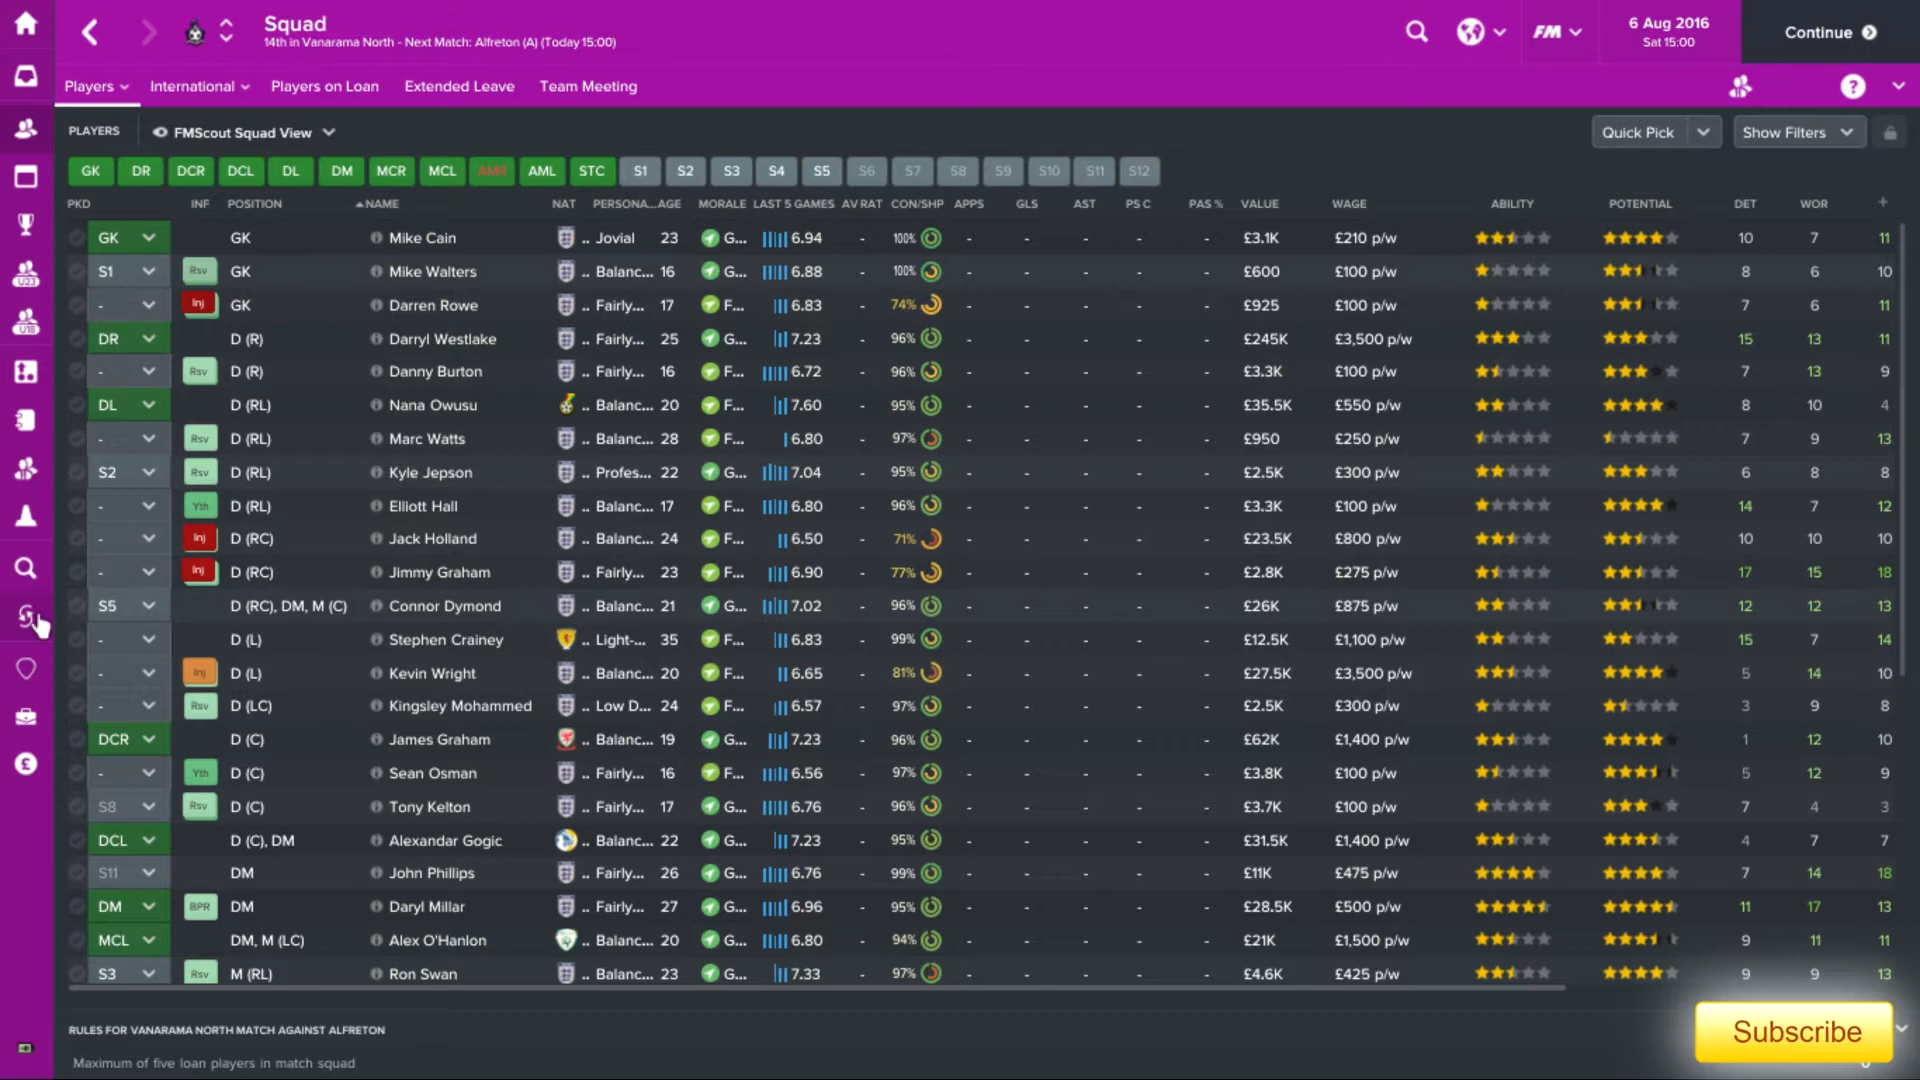 Squad
14th in Vanarama North - Next Match: Alfreton (A) (Today 15:00)
FM
6 Aug 2016
Sat 15:00
Continue
Players International Players on Loan Extended Leave Team Meeting
?
PLAYERS FMScout Squad View Quick Pick Show Filters
GK DR DCR DCL DL DM MCR MCL AMR AML STC S1 S2 S3 S4 S5 S6 S7 S8 S9 S10 S11 S12
PKD INF POSITION NAME NAT PERSONA... AGE MORALE LAST 5 GAMES AV RAT CON/SHP APPS GLS AST PS C PAS % VALUE WAGE ABILITY POTENTIAL DET WOR +
GK GK Mike Cain .. Jovial 23 G... 6.94 - 100% - - - - - £3.1K £210 p/w 10 7 11
S1 Rsv GK Mike Walters .. Balanc... 16 G... 6.88 - 100% - - - - - £600 £100 p/w 8 6 10
- Inj GK Darren Rowe .. Fairly... 17 F... 6.83 - 74% - - - - - £925 £100 p/w 7 6 11
DR D (R) Darryl Westlake .. Fairly... 25 G... 7.23 - 96% - - - - - £245K £3,500 p/w 15 13 11
- Rsv D (R) Danny Burton .. Fairly... 16 F... 6.72 - 96% - - - - - £3.3K £100 p/w 7 13 9
DL D (RL) Nana Owusu .. Balanc... 20 F... 7.60 - 95% - - - - - £35.5K £550 p/w 8 10 4
- Rsv D (RL) Marc Watts .. Balanc... 28 F... 6.80 - 97% - - - - - £950 £250 p/w 7 9 13
S2 Rsv D (RL) Kyle Jepson .. Profes... 22 G... 7.04 - 95% - - - - - £2.5K £300 p/w 6 8 8
- Yth D (RL) Elliott Hall .. Balanc... 17 F... 6.80 - 96% - - - - - £3.3K £100 p/w 14 7 12
- Inj D (RC) Jack Holland .. Balanc... 24 F... 6.50 - 71% - - - - - £23.5K £800 p/w 10 10 10
- Inj D (RC) Jimmy Graham .. Fairly... 23 F... 6.90 - 77% - - - - - £2.8K £275 p/w 17 15 18
S5 D (RC), DM, M (C) Connor Dymond .. Balanc... 21 G... 7.02 - 96% - - - - - £26K £875 p/w 12 12 13
- D (L) Stephen Crainey .. Light-... 35 F... 6.83 - 99% - - - - - £12.5K £1,100 p/w 15 7 14
- Inj D (L) Kevin Wright .. Balanc... 20 F... 6.65 - 81% - - - - - £27.5K £3,500 p/w 5 14 10
- Rsv D (LC) Kingsley Mohammed .. Low D... 24 F... 6.57 - 97% - - - - - £2.5K £300 p/w 3 9 8
DCR D (C) James Graham .. Balanc... 19 G... 7.23 - 96% - - - - - £62K £1,400 p/w 1 12 10
- Yth D (C) Sean Osman .. Fairly... 16 F... 6.56 - 97% - - - - - £3.8K £100 p/w 5 12 9
S8 Rsv D (C) Tony Kelton .. Fairly... 17 G... 6.76 - 96% - - - - - £3.7K £100 p/w 7 4 3
DCL D (C), DM Alexandar Gogic .. Balanc... 22 G... 7.23 - 95% - - - - - £31.5K £1,400 p/w 4 7 7
S11 DM John Phillips .. Fairly... 26 G... 6.76 - 99% - - - - - £11K £475 p/w 7 14 18
DM BPR DM Daryl Millar .. Fairly... 27 G... 6.96 - 95% - - - - - £28.5K £500 p/w 11 17 13
MCL DM, M (LC) Alex O'Hanlon .. Balanc... 20 G... 6.80 - 94% - - - - - £21K £1,500 p/w 9 11 11
S3 Rsv M (RL) Ron Swan .. Balanc... 23 G... 7.33 - 97% - - - - - £4.6K £425 p/w 9 9 13
U23
U18
£
RULES FOR VANARAMA NORTH MATCH AGAINST ALFRETON
Subscribe
Maximum of five loan players in match squad